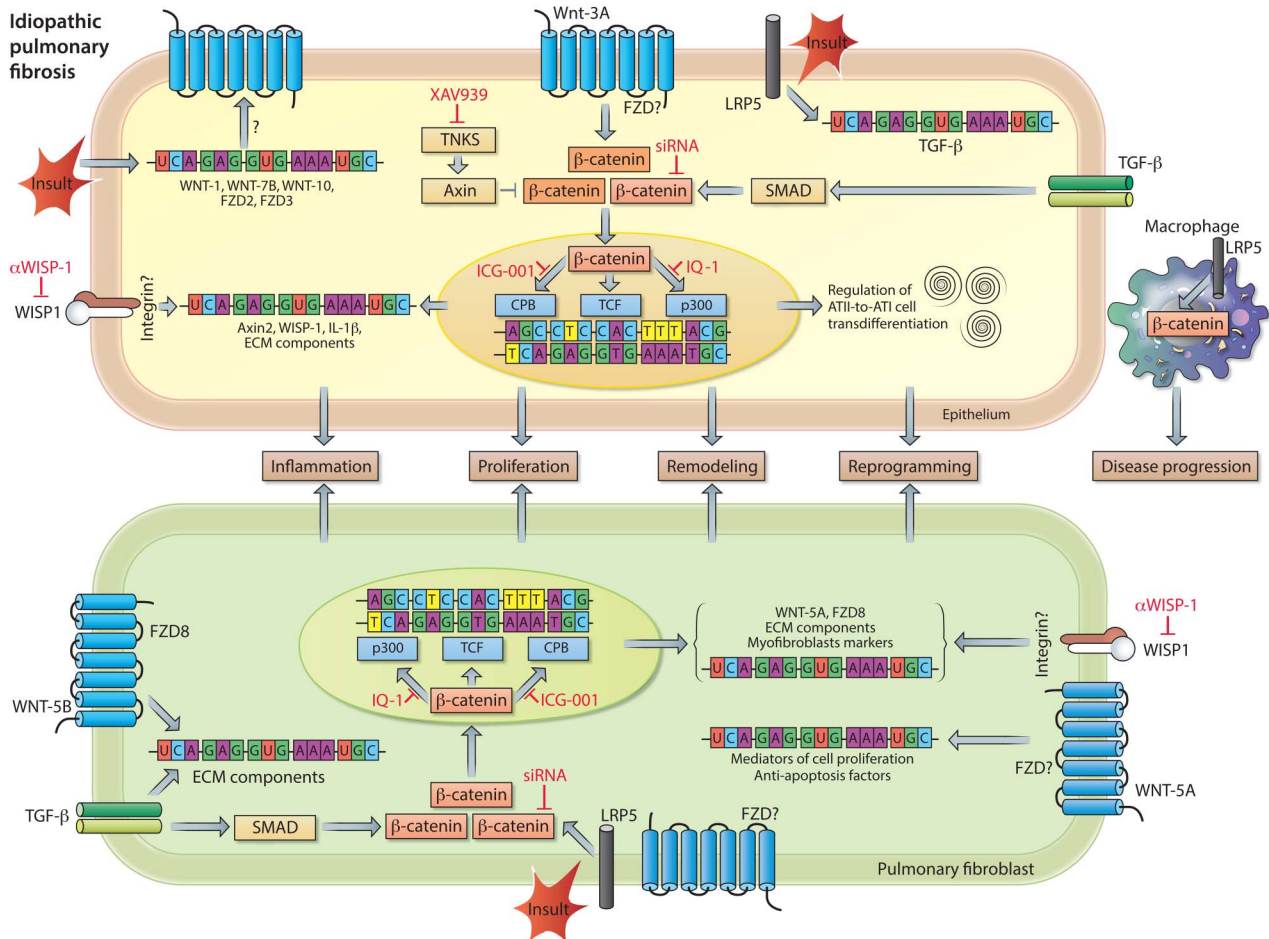 Idiopathic
pulmonary
fibrosis
Wnt-3A
FZD?
LRP5
Insult
UCA-GAG-GUG-AAA-UGC
TGF-β
?
Insult
UCA-GAG-GUG-AAA-UGC
WNT-1, WNT-7B, WNT-10,
FZD2, FZD3
XAV939
TNKS
Axin
β-catenin
siRNA
β-catenin
β-catenin
SMAD
TGF-β
αWISP-1
WISP1
Integrin?
UCA-GAG-GUG-AAA-UGC
Axin2, WISP-1, IL-1β,
ECM components
β-catenin
ICG-001
IQ-1
CPB
TCF
p300
AGC-CTC-CAC-TTT-ACG
TCA-GAG-GTG-AAA-TGC
Regulation of
ATII-to-ATI cell
transdifferentiation
Macrophage
LRP5
β-catenin
Epithelium
Inflammation
Proliferation
Remodeling
Reprogramming
Disease progression
FZD8
WNT-5B
AGC-CTC-CAC-TTT-ACG
TCA-GAG-GTG-AAA-TGC
p300
TCF
CPB
IQ-1
β-catenin
ICG-001
WNT-5A, FZD8
ECM components
Myofibroblasts markers
UCA-GAG-GUG-AAA-UGC
Integrin?
αWISP-1
WISP1
UCA-GAG-GUG-AAA-UGC
ECM components
UCA-GAG-GUG-AAA-UGC
Mediators of cell proliferation
Anti-apoptosis factors
FZD?
WNT-5A
TGF-β
SMAD
β-catenin
siRNA
β-catenin
β-catenin
LRP5
FZD?
Insult
Pulmonary fibroblast